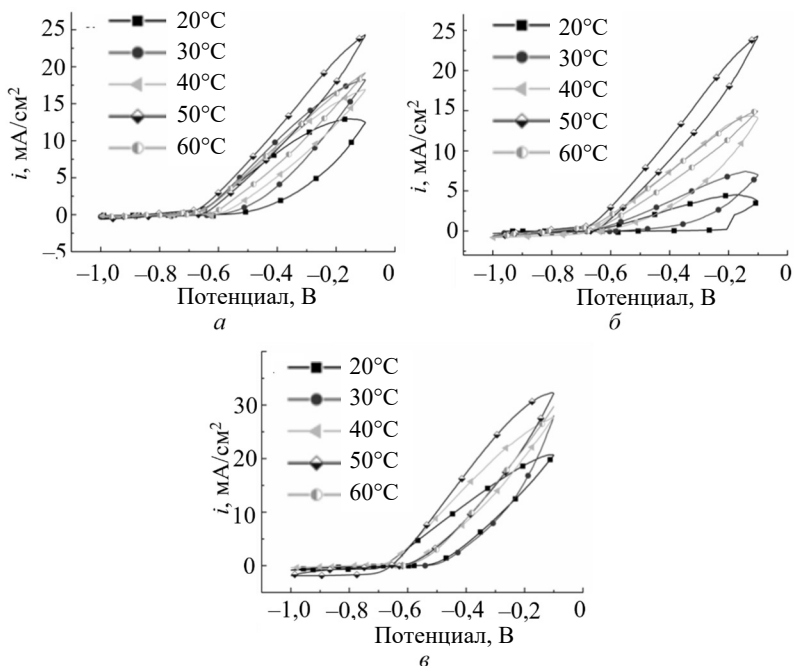 25
20
15
10
5
0
–5
i, мА/см²
20°C
30°C
40°C
50°C
60°C
–1,0 –0,8 –0,6 –0,4 –0,2 0
Потенциал, В
а
25
20
15
10
5
0
i, мА/см²
20°C
30°C
40°C
50°C
60°C
–1,0 –0,8 –0,6 –0,4 –0,2 0
Потенциал, В
б
30
20
10
0
i, мА/см²
20°C
30°C
40°C
50°C
60°C
–1,0 –0,8 –0,6 –0,4 –0,2 0
Потенциал, В
в